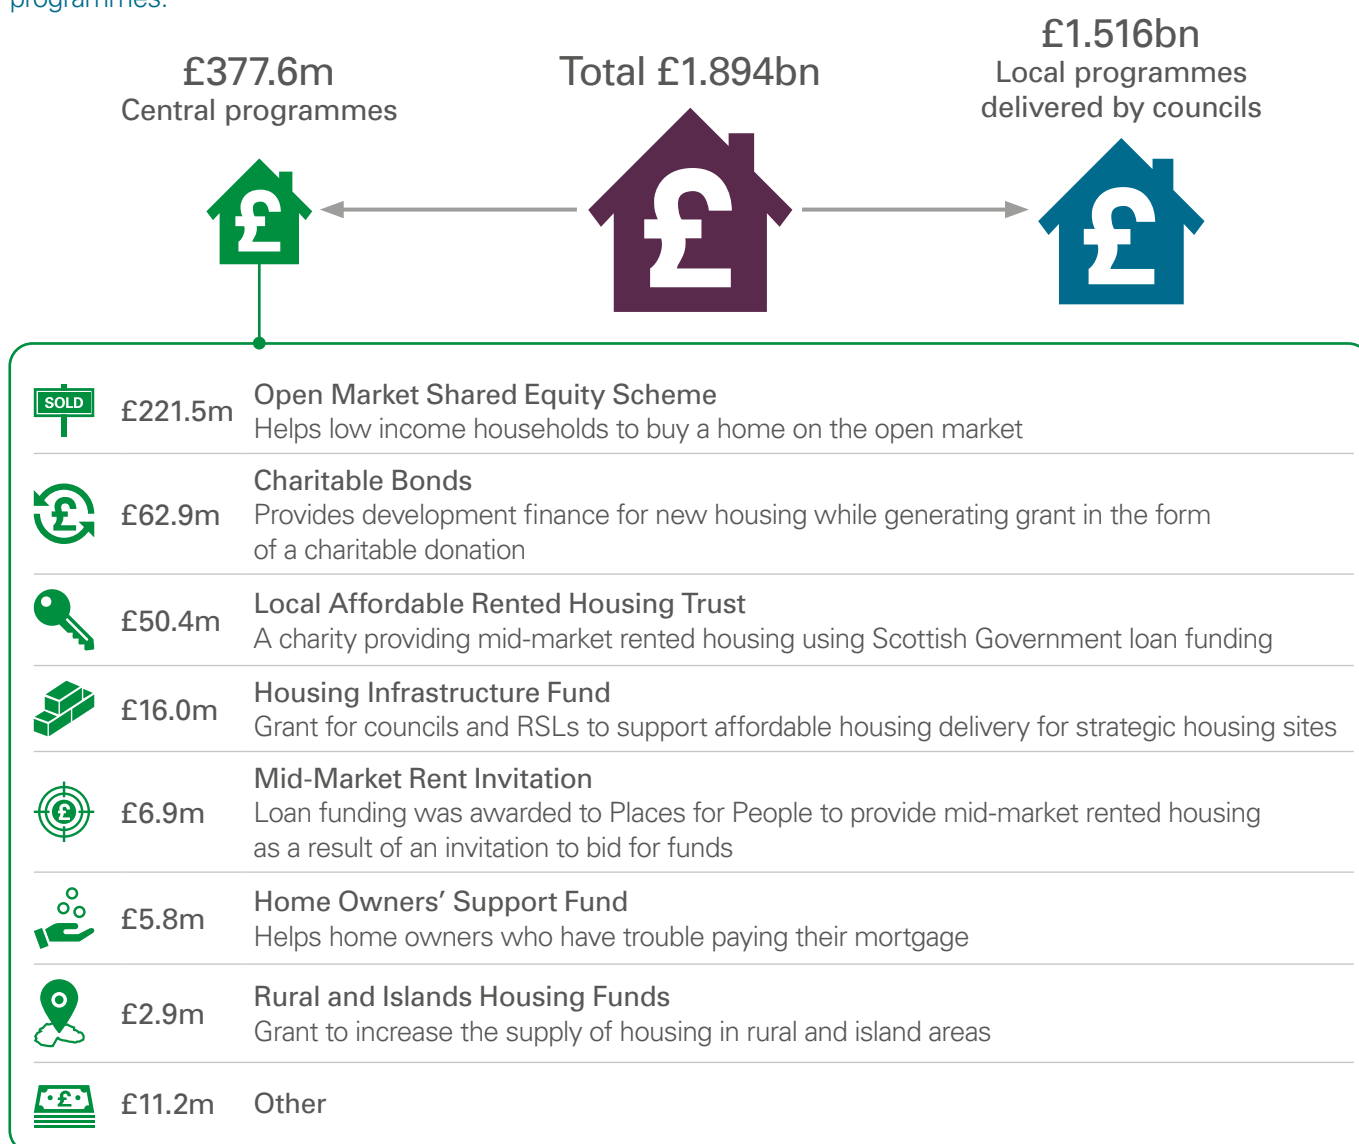 programmes:
£377.6m
Central programmes
Total £1.894bn
£1.516bn
Local programmes
delivered by councils
£
£
£
SOLD
£221.5m
Open Market Shared Equity Scheme
Helps low income households to buy a home on the open market
£
£62.9m
Charitable Bonds
Provides development finance for new housing while generating grant in the form
of a charitable donation
£50.4m
Local Affordable Rented Housing Trust
A charity providing mid-market rented housing using Scottish Government loan funding
£16.0m
Housing Infrastructure Fund
Grant for councils and RSLs to support affordable housing delivery for strategic housing sites
£
£6.9m
Mid-Market Rent Invitation
Loan funding was awarded to Places for People to provide mid-market rented housing
as a result of an invitation to bid for funds
£5.8m
Home Owners’ Support Fund
Helps home owners who have trouble paying their mortgage
£2.9m
Rural and Islands Housing Funds
Grant to increase the supply of housing in rural and island areas
£
£11.2m
Other